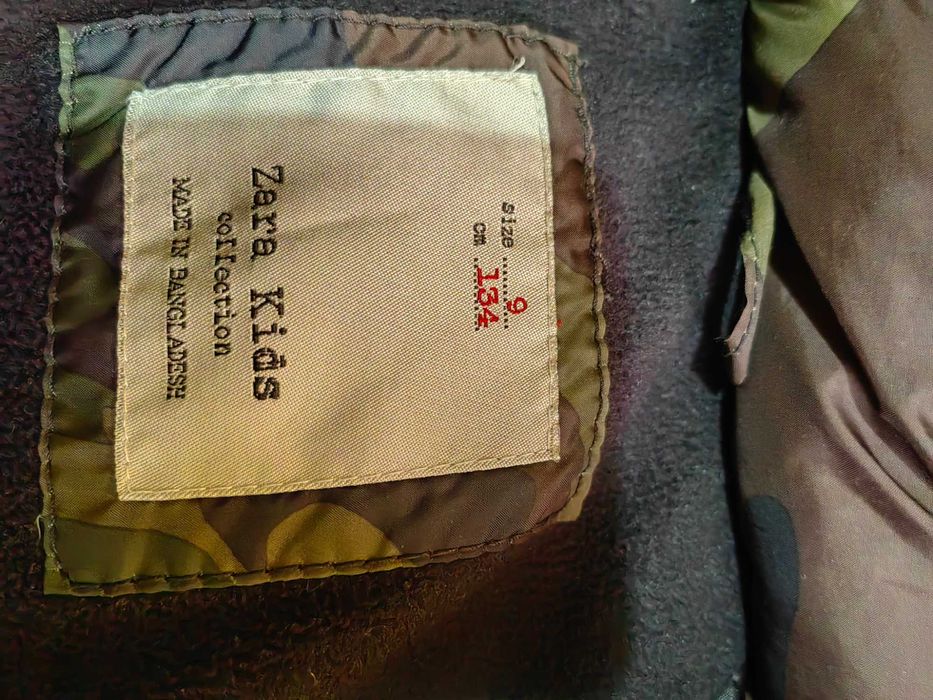 size 9
cm 134
Zara Kids
collection
MADE IN BANGLADESH